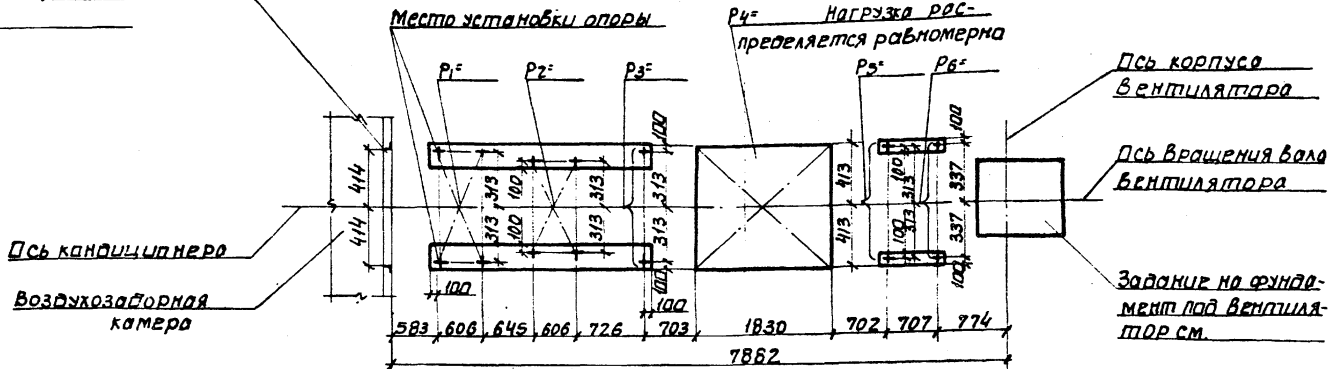 Место установки опоры
P4= Нагрузка рас-
пределяется равномерна
P1=
P2=
P3=
P5=
P6=
Ось корпуса
вентилятора
Ось вращения вала
вентилятора
414
414
313
313
100
100
313
313
100
313
313
100
413
413
100
313
313
100
100
337
337
100
Ось кондиционера
Воздухозаборная
камера
100
100
Задание на фунда-
мент под вентиля-
тор см.
583 606 645 606 726 703 1830 702 707 774
7862